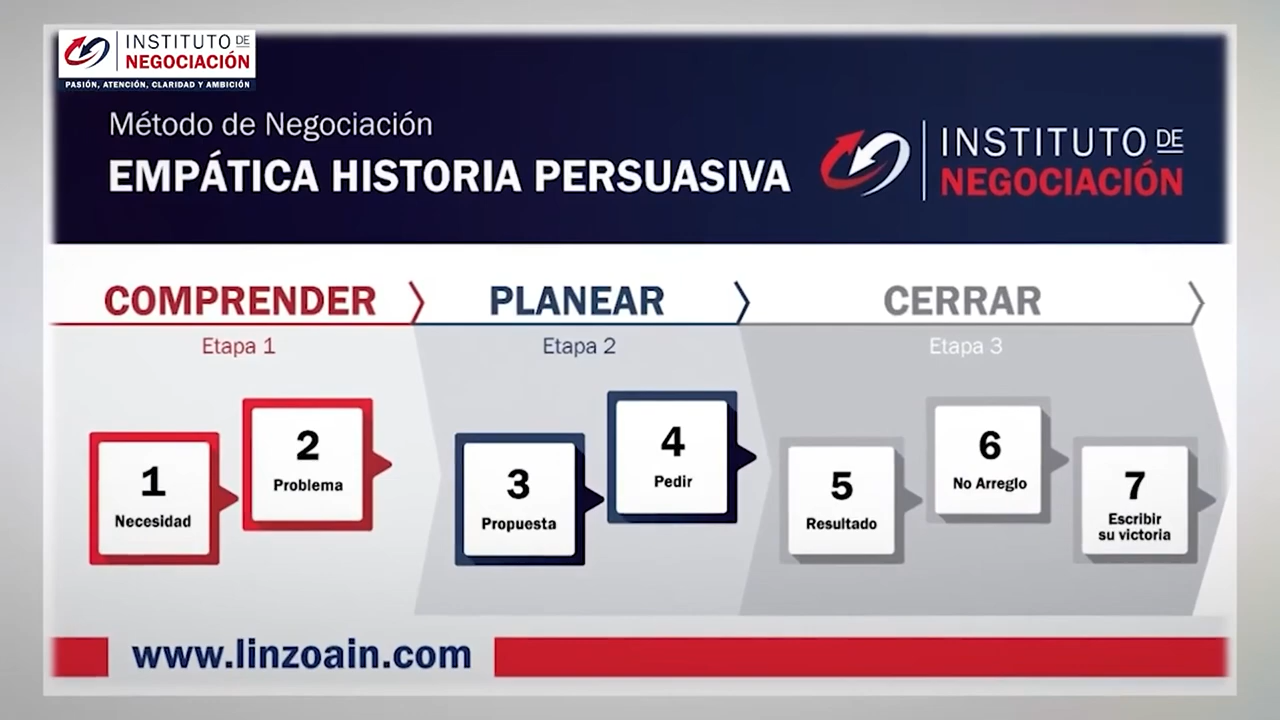 INSTITUTO DE
NEGOCIACIÓN
PASIÓN, ATENCIÓN, CLARIDAD Y AMBICIÓN
Método de Negociación
EMPÁTICA HISTORIA PERSUASIVA
INSTITUTO DE
NEGOCIACIÓN
COMPRENDER
PLANEAR
CERRAR
Etapa 1
Etapa 2
Etapa 3
1
Necesidad
2
Problema
3
Propuesta
4
Pedir
5
Resultado
6
No Arreglo
7
Escribir
su victoria
www.linzoain.com